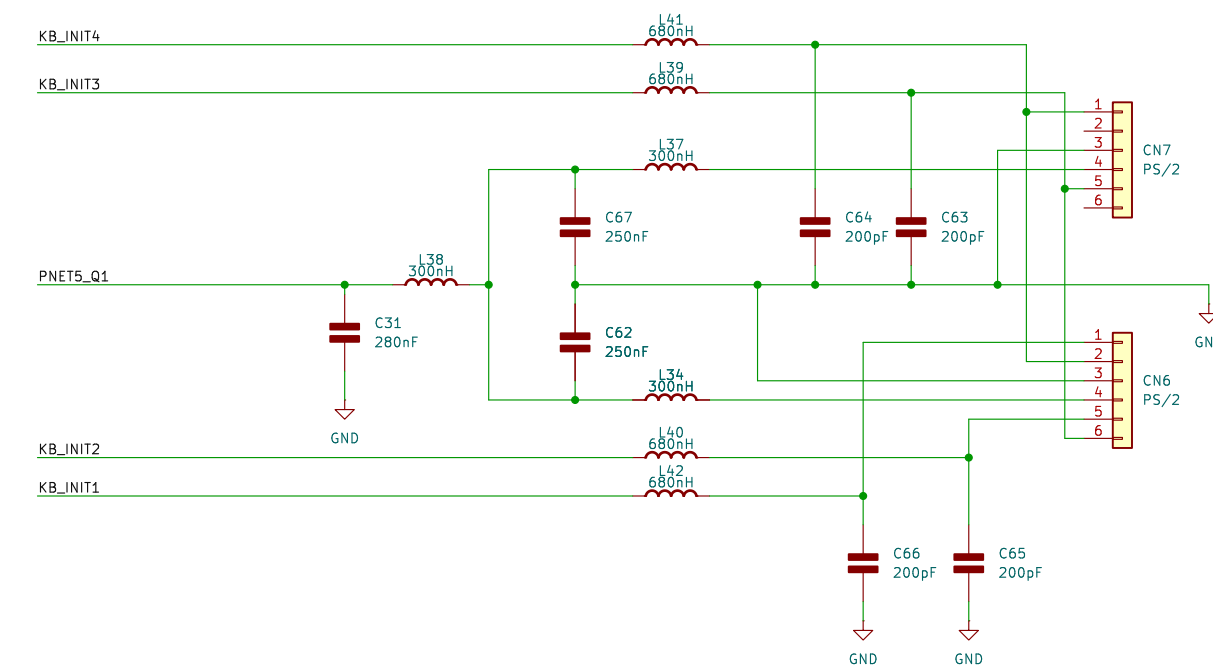 KB_INIT4
L41
680nH
KB_INIT3
L39
680nH
L37
300nH
1
2
3
4
5
6
CN7
PS/2
C67
250nF
C64
200pF
C63
200pF
PNET5_Q1
L38
300nH
C31
280nF
GND
C62
250nF
L34
300nH
GN
1
2
3
4
5
6
CN6
PS/2
KB_INIT2
L40
680nH
KB_INIT1
L42
680nH
C66
200pF
C65
200pF
GND
GND